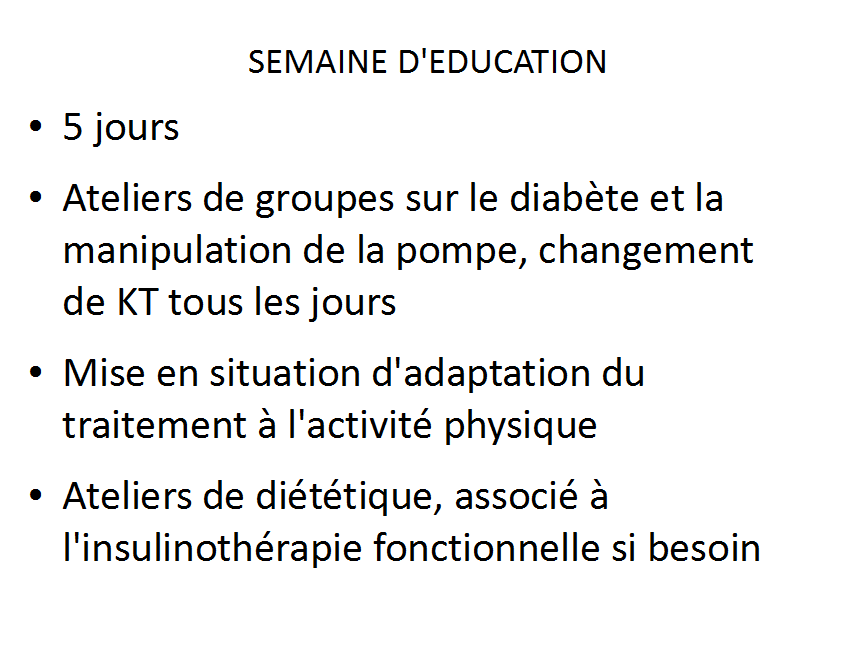 SEMAINE D'EDUCATION
• 5 jours
• Ateliers de groupes sur le diabète et la
manipulation de la pompe, changement
de KT tous les jours
• Mise en situation d'adaptation du
traitement à l'activité physique
• Ateliers de diététique, associé à
l'insulinothérapie fonctionnelle si besoin